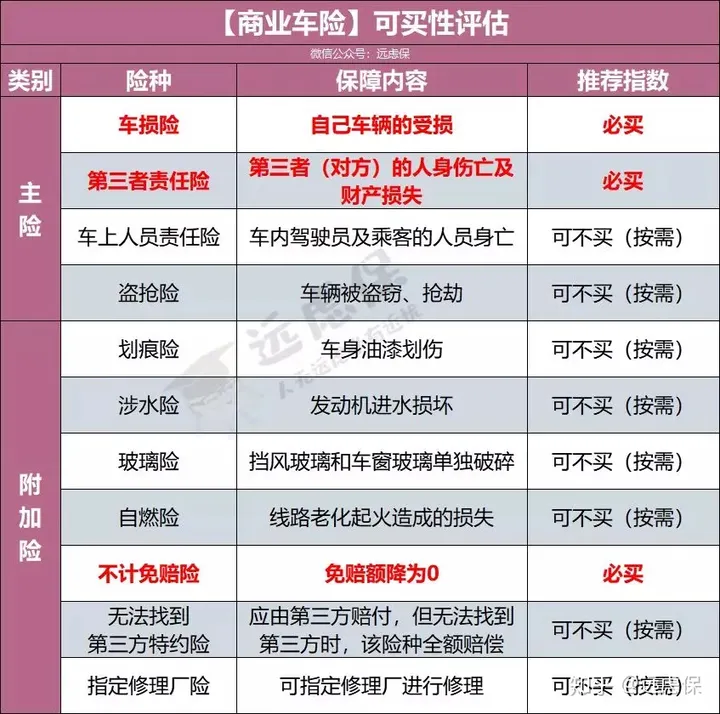 【商业车险】可买性评估
微信公众号：远虑保
类别 险种 保障内容 推荐指数
主险
车损险 自己车辆的受损 必买
第三者责任险 第三者（对方）的人身伤亡及
财产损失 必买
车上人员责任险 车内驾驶员及乘客的人员身亡 可不买（按需）
盗抢险 车辆被盗窃、抢劫 可不买（按需）
附加险
划痕险 车身油漆划伤 可不买（按需）
涉水险 发动机进水损坏 可不买（按需）
玻璃险 挡风玻璃和车窗玻璃单独破碎 可不买（按需）
自燃险 线路老化起火造成的损失 可不买（按需）
不计免赔险 免赔额降为0 必买
无法找到
第三方特约险 应由第三方赔付，但无法找到
第三方时，该险种全额赔偿 可不买（按需）
指定修理厂险 可指定修理厂进行修理 可不买（按需）
远虑保
知乎 @远虑保